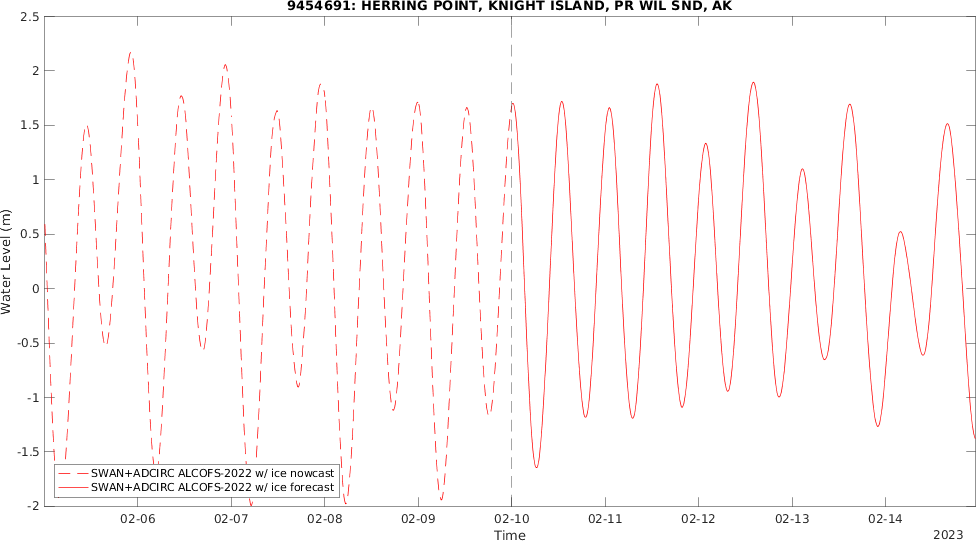 9454691: HERRING POINT, KNIGHT ISLAND, PR WIL SND, AK
2.5
2
1.5
1
0.5
0
-0.5
-1
-1.5
-2
Water Level (m)
SWAN+ADCIRC ALCOFS-2022 w/ ice nowcast
SWAN+ADCIRC ALCOFS-2022 w/ ice forecast
02-06 02-07 02-08 02-09 02-10 02-11 02-12 02-13 02-14
Time
2023